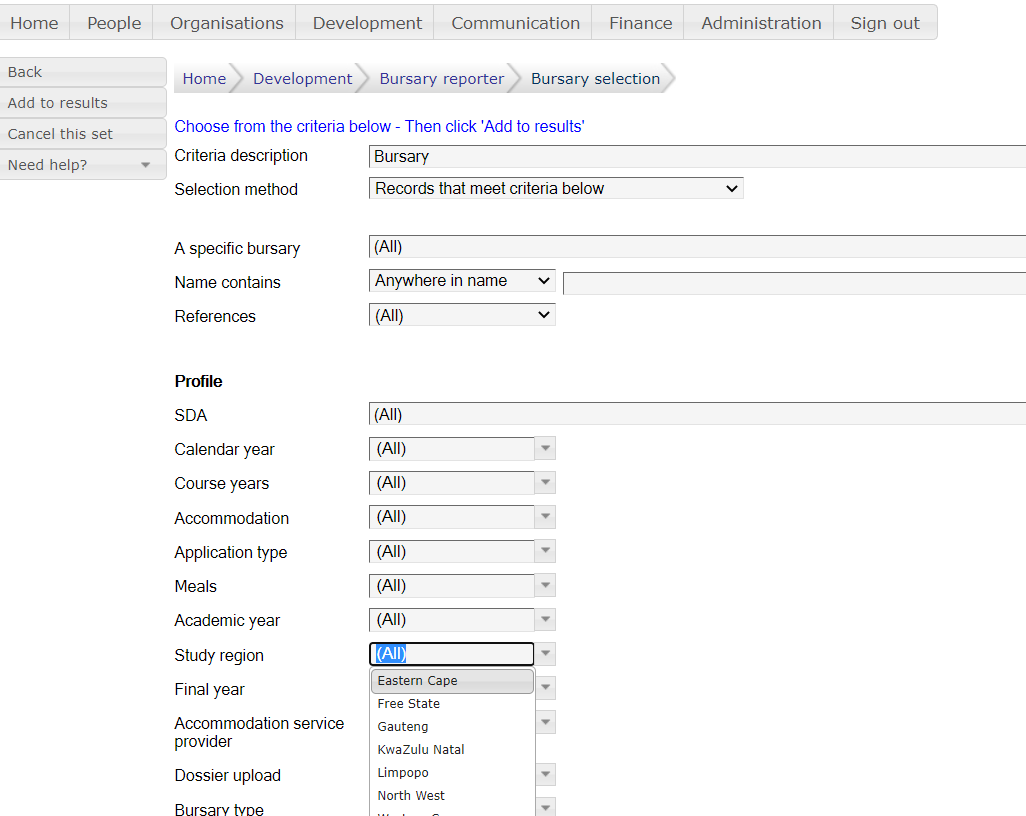 Home People Organisations Development Communication Finance Administration Sign out
Back
Add to results
Cancel this set
Need help?
Home Development Bursary reporter Bursary selection
Choose from the criteria below - Then click 'Add to results'
Criteria description Bursary
Selection method Records that meet criteria below
A specific bursary (All)
Name contains Anywhere in name
References (All)
Profile
SDA (All)
Calendar year (All)
Course years (All)
Accommodation (All)
Application type (All)
Meals (All)
Academic year (All)
Study region (All)
Eastern Cape
Free State
Gauteng
KwaZulu Natal
Limpopo
North West
Final year
Accommodation service
provider
Dossier upload
Bursary type